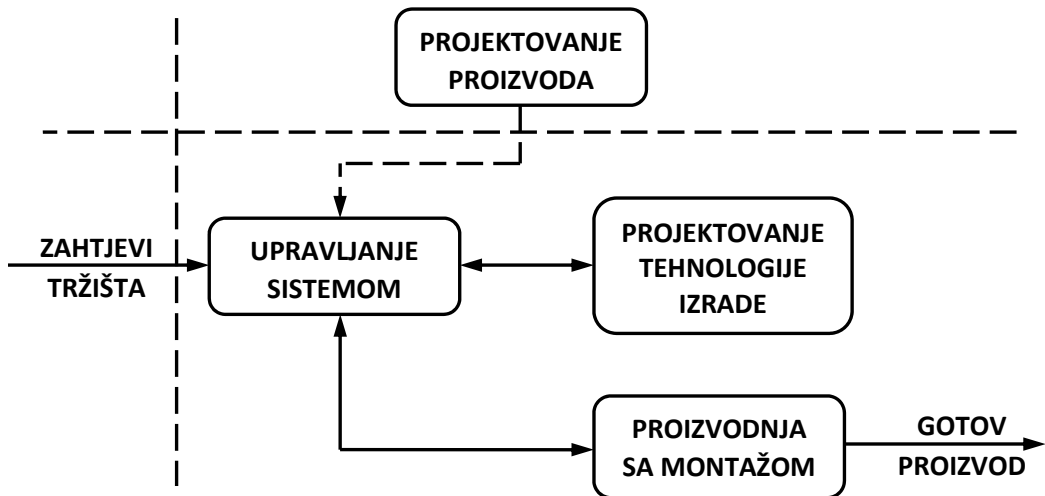 PROJEKTOVANJE
PROIZVODA
ZAHTJEVI
TRŽIŠTA
UPRAVLJANJE
SISTEMOM
PROJEKTOVANJE
TEHNOLOGIJE
IZRADE
PROIZVODNJA
SA MONTAŽOM
GOTOV
PROIZVOD